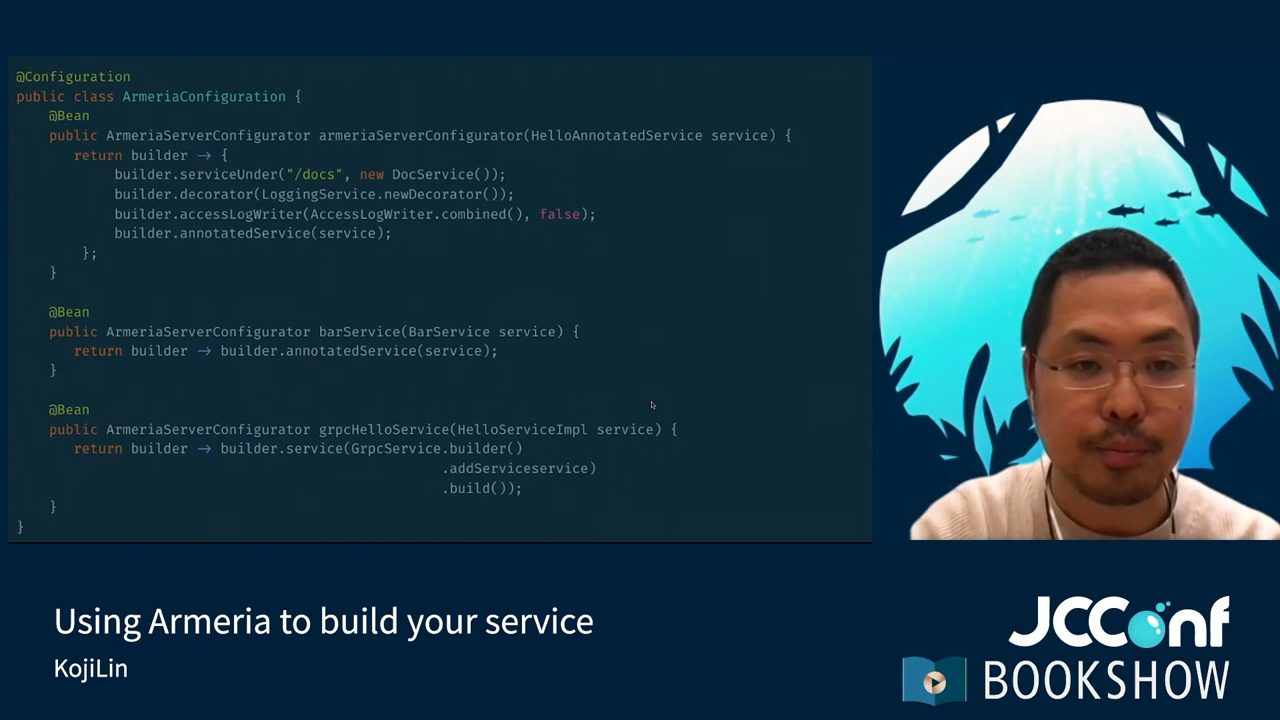 @Configuration
public class ArmeriaConfiguration {
    @Bean
    public ArmeriaServerConfigurator armeriaServerConfigurator(HelloAnnotatedService service) {
       return builder → {
            builder.serviceUnder("/docs", new DocService());
            builder.decorator(LoggingService.newDecorator());
            builder.accessLogWriter(AccessLogWriter.combined(), false);
            builder.annotatedService(service);
        };
    }
    @Bean
    public ArmeriaServerConfigurator barService(BarService service) {
       return builder → builder.annotatedService(service);
    }
    @Bean
    public ArmeriaServerConfigurator grpcHelloService(HelloServiceImpl service) {
       return builder → builder.service(GrpcService.builder()
                                                    .addServiceservice)
                                                    .build());
    }
}
Using Armeria to build your service
KojiLin
JCConf
BOOKSHOW